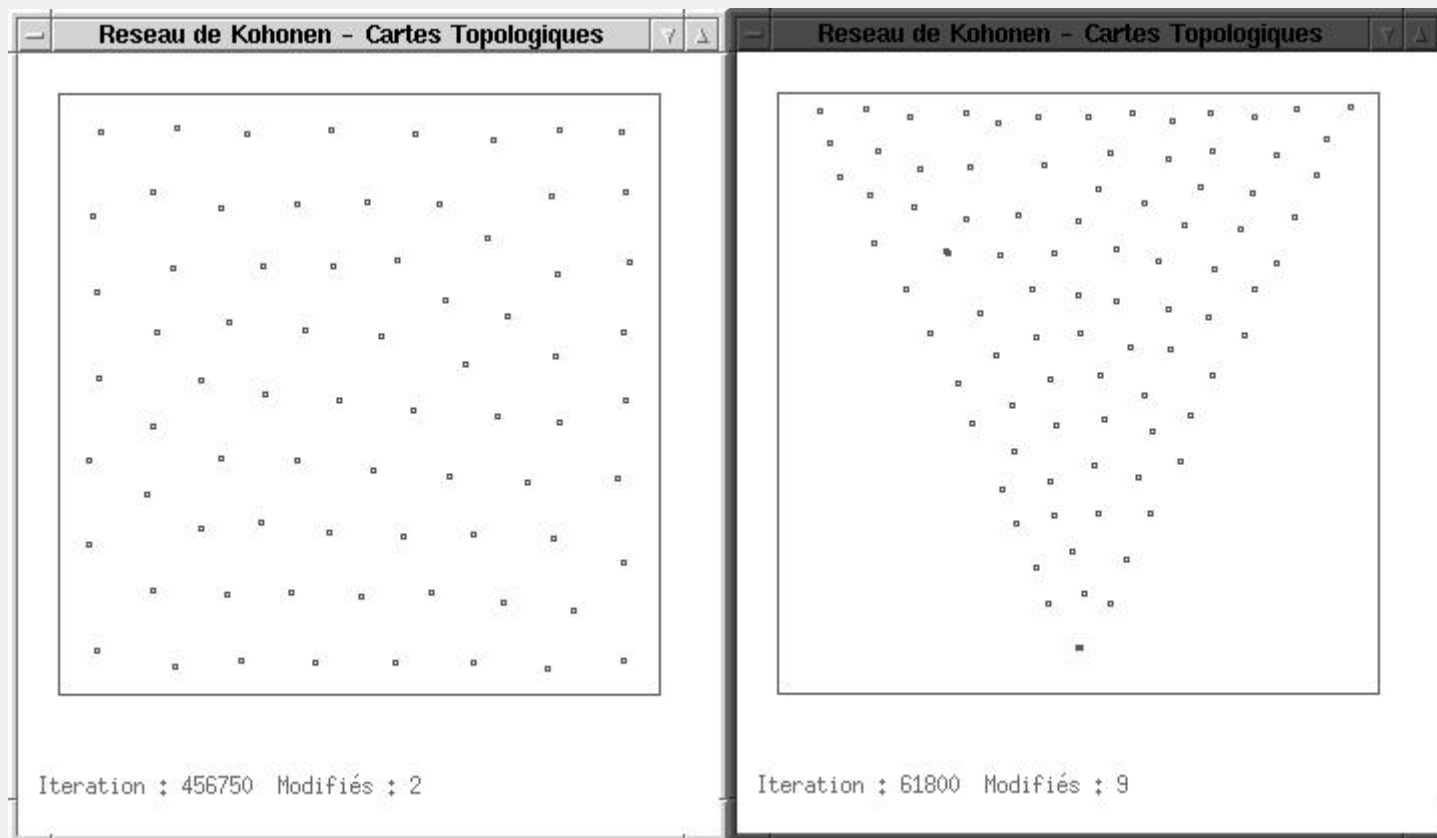 Reseau de Kohonen - Cartes Topologiques
Iteration : 456750 Modifiés : 2
Reseau de Kohonen - Cartes Topologiques
Iteration : 61800 Modifiés : 9